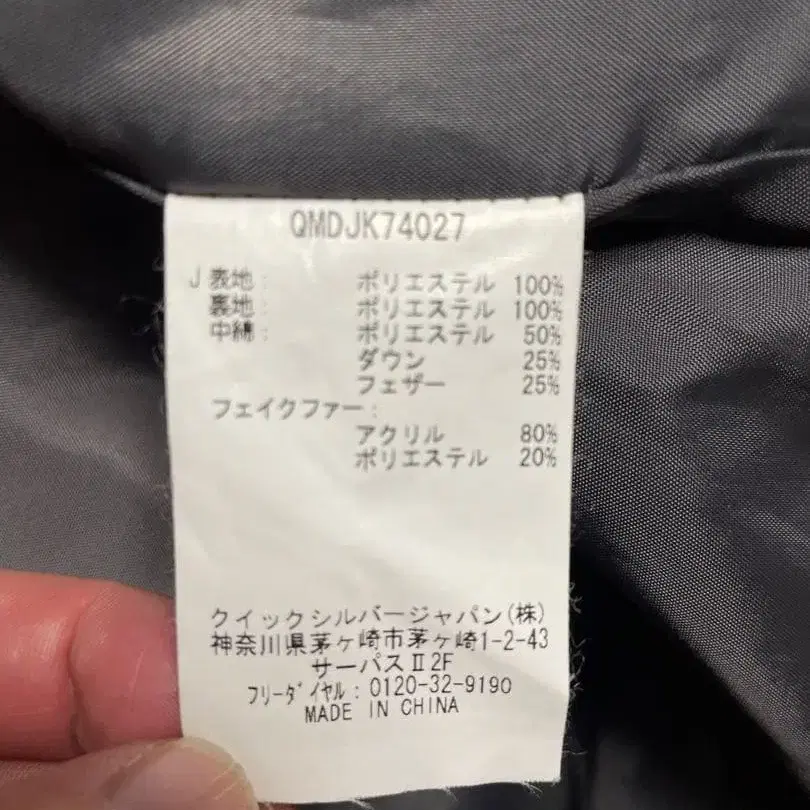 QMDJK74027
J 表地: ポリエステル 100%
裏地: ポリエステル 100%
中綿: ポリエステル 50%
ダウン 25%
フェザー 25%
フェイクファー:
アクリル 80%
ポリエステル 20%
クイックシルバージャパン(株)
神奈川県茅ヶ崎市茅ヶ崎1-2-43
サーパスⅡ2F
フリーダイヤル:0120-32-9190
MADE IN CHINA